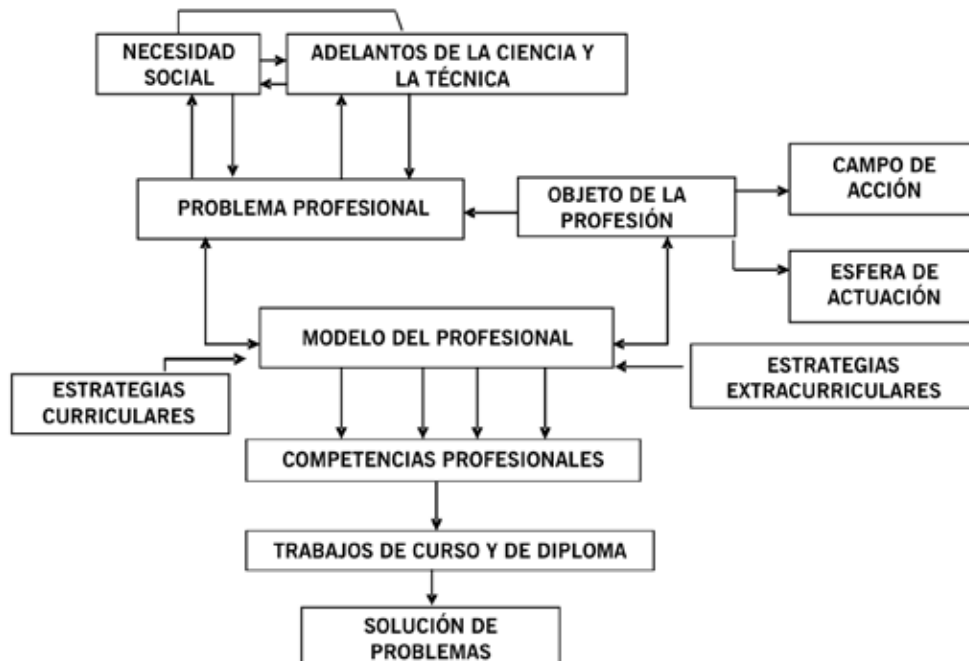 NECESIDAD
SOCIAL
ADELANTOS DE LA CIENCIA Y
LA TÉCNICA
PROBLEMA PROFESIONAL
OBJETO DE LA
PROFESIÓN
CAMPO DE
ACCIÓN
ESFERA DE
ACTUACIÓN
MODELO DEL PROFESIONAL
ESTRATEGIAS
CURRICULARES
ESTRATEGIAS
EXTRACURRICULARES
COMPETENCIAS PROFESIONALES
TRABAJOS DE CURSO Y DE DIPLOMA
SOLUCIÓN DE
PROBLEMAS